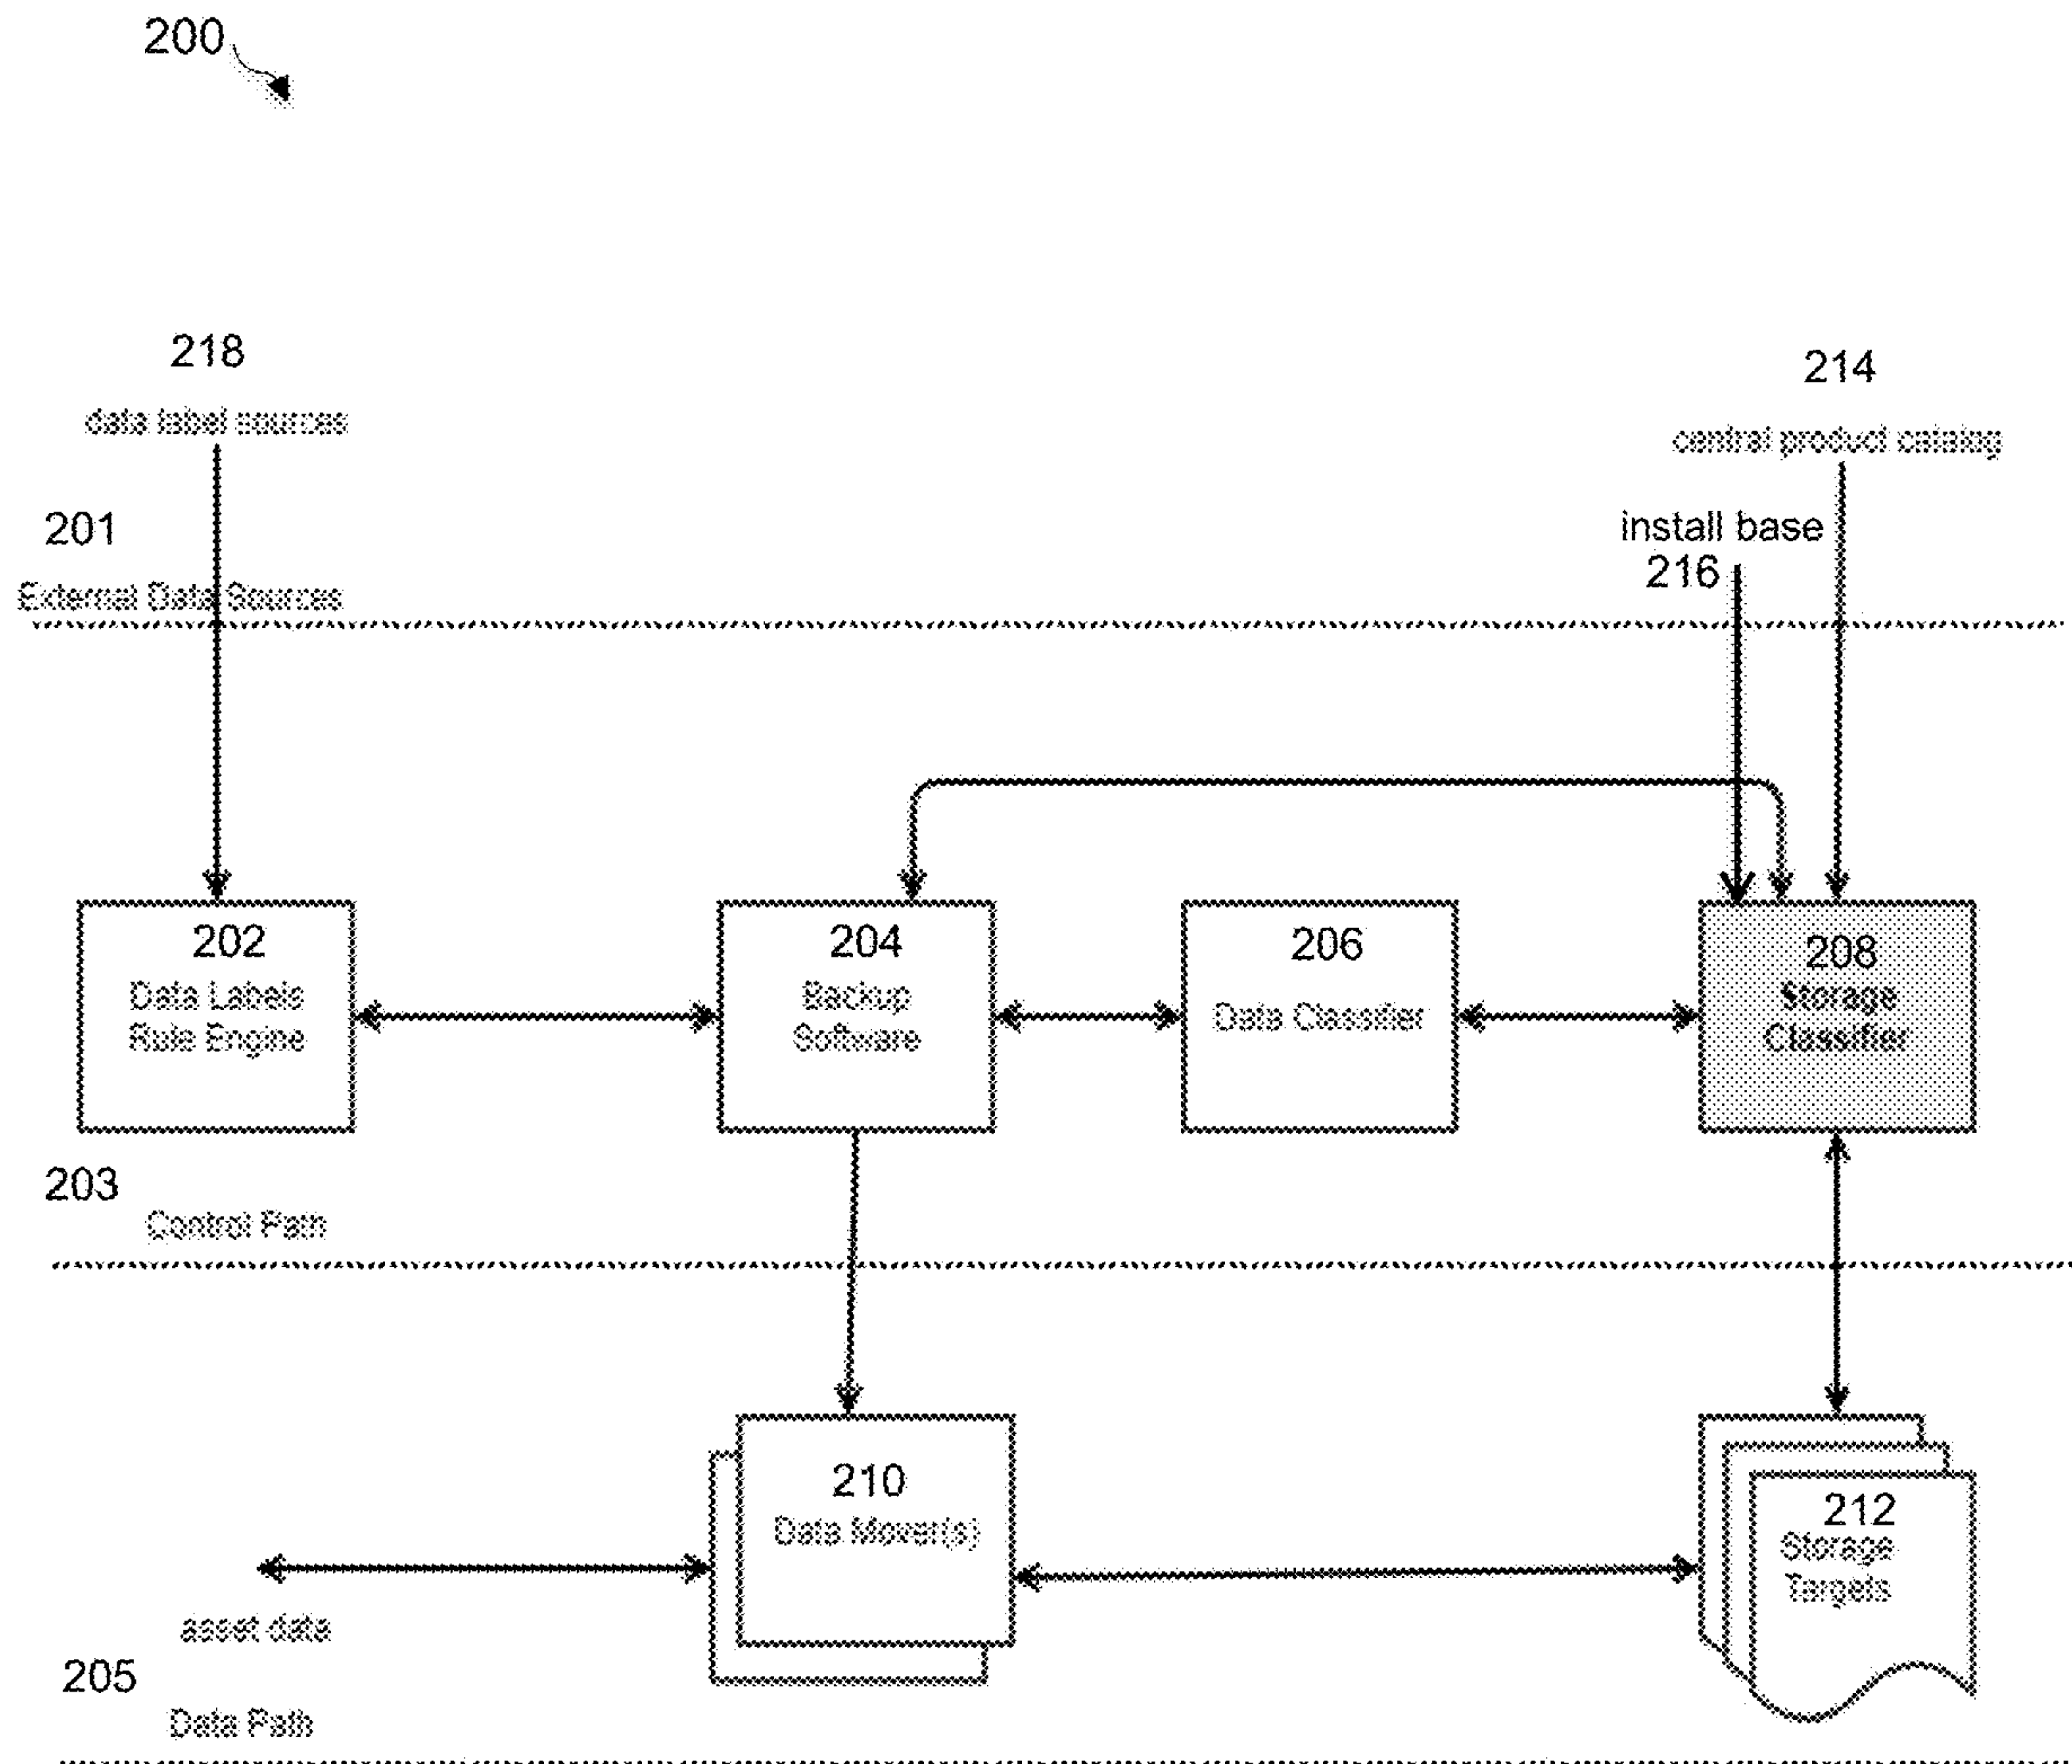 200
218
data label sources
214
central product catalog
201
External Data Sources
install base
216
202
Data Labels
Rule Engine
204
Backup
Software
206
Data Classifier
208
Storage
Classifier
203
Control Path
210
Data Mover(s)
212
Storage
Targets
asset data
205
Data Path